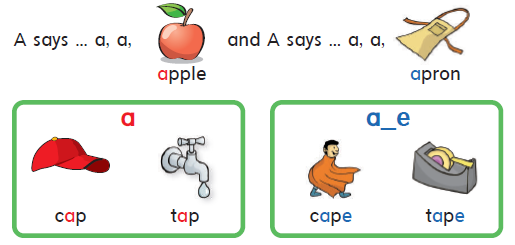 A says ... a, a, and A says ... a, a,
apple apron
a a_e
cap tap cape tape